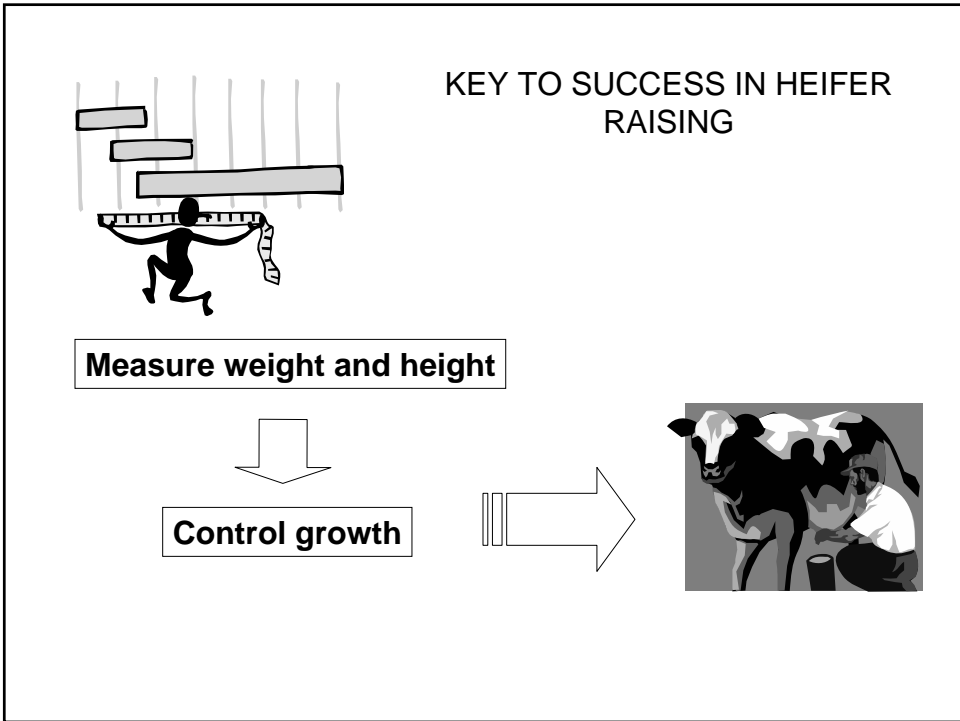 KEY TO SUCCESS IN HEIFER
RAISING
Measure weight and height
Control growth